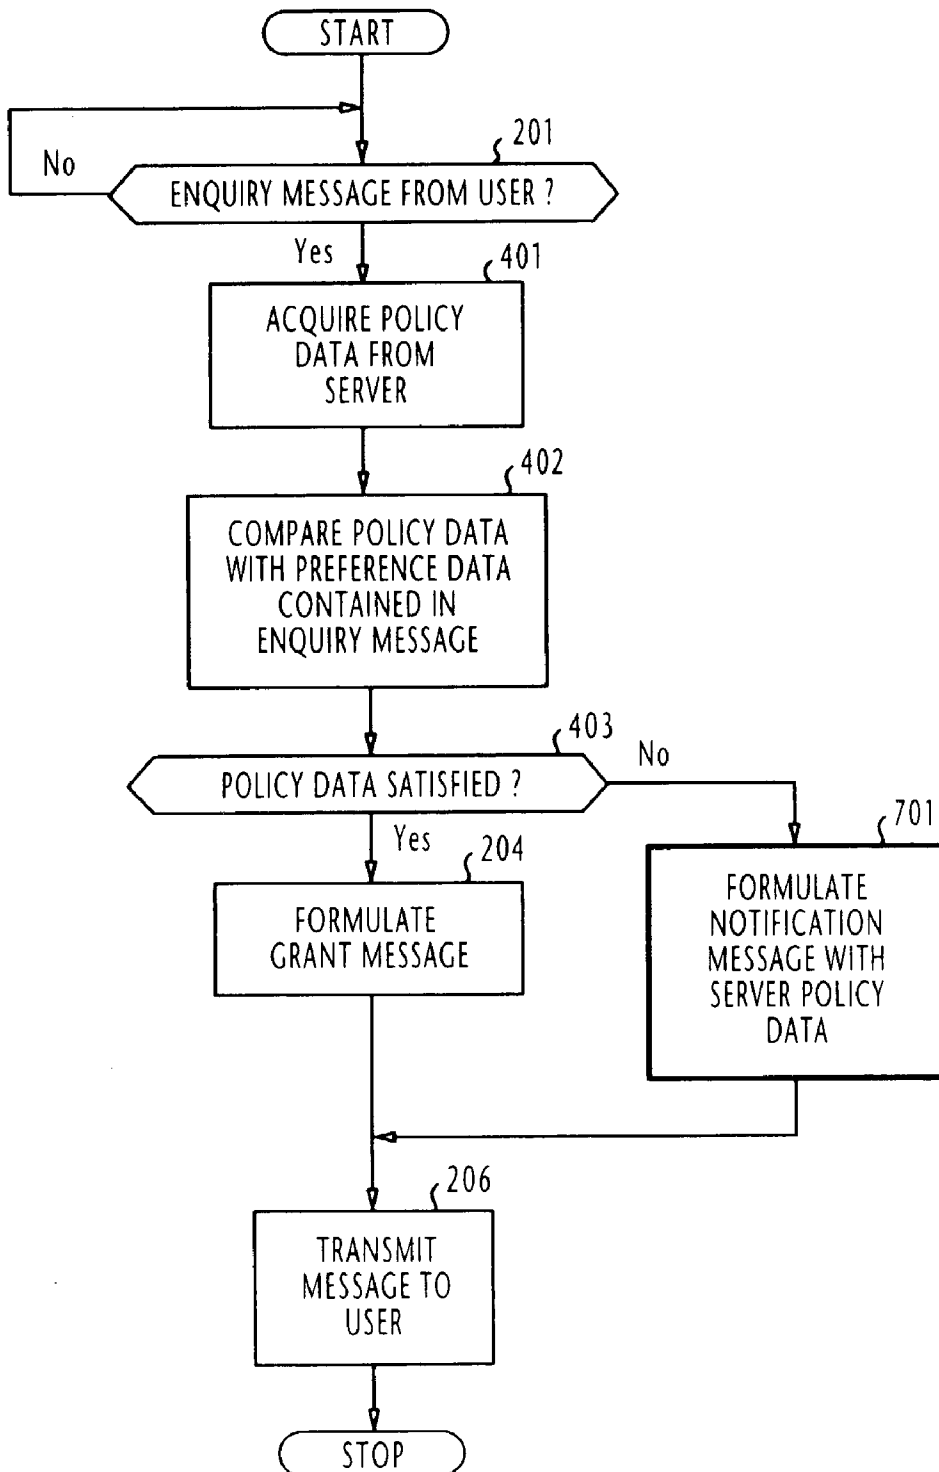 START
201
No
ENQUIRY MESSAGE FROM USER ?
Yes
401
ACQUIRE POLICY
DATA FROM
SERVER
402
COMPARE POLICY DATA
WITH PREFERENCE DATA
CONTAINED IN
ENQUIRY MESSAGE
403
No
POLICY DATA SATISFIED ?
Yes
204
FORMULATE
GRANT MESSAGE
701
FORMULATE
NOTIFICATION
MESSAGE WITH
SERVER POLICY
DATA
206
TRANSMIT
MESSAGE TO
USER
STOP